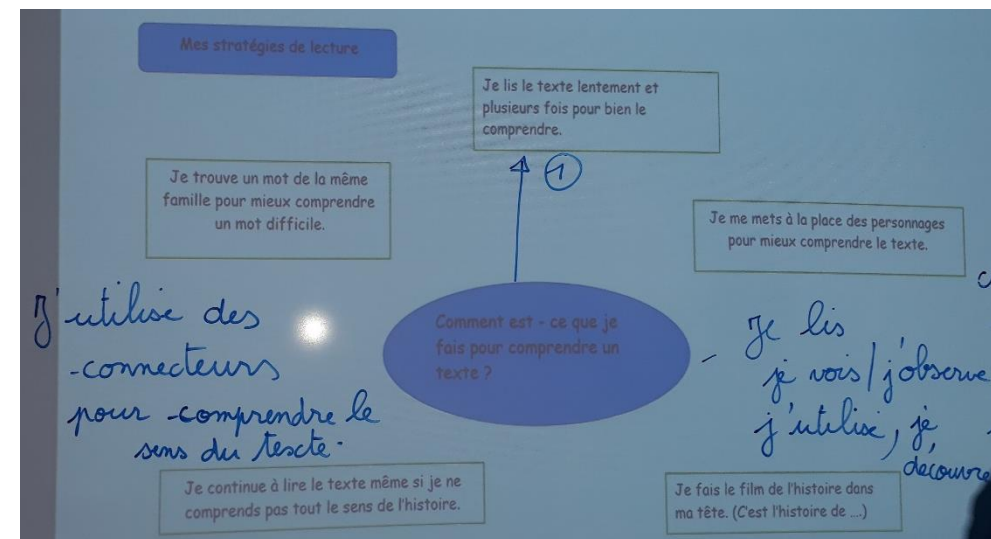 Mes stratégies de lecture
Je lis le texte lentement et
plusieurs fois pour bien le
comprendre.
1
Je trouve un mot de la même
famille pour mieux comprendre
un mot difficile.
Je me mets à la place des personnages
pour mieux comprendre le texte.
J'utilise des
connecteurs
pour comprendre le
sens du texte.
Comment est - ce que je
fais pour comprendre un
texte ?
Je lis
je vois / j'observe
j'utilise, je
découvre
Je continue à lire le texte même si je ne
comprends pas tout le sens de l'histoire.
Je fais le film de l'histoire dans
ma tête. (C'est l'histoire de ....)